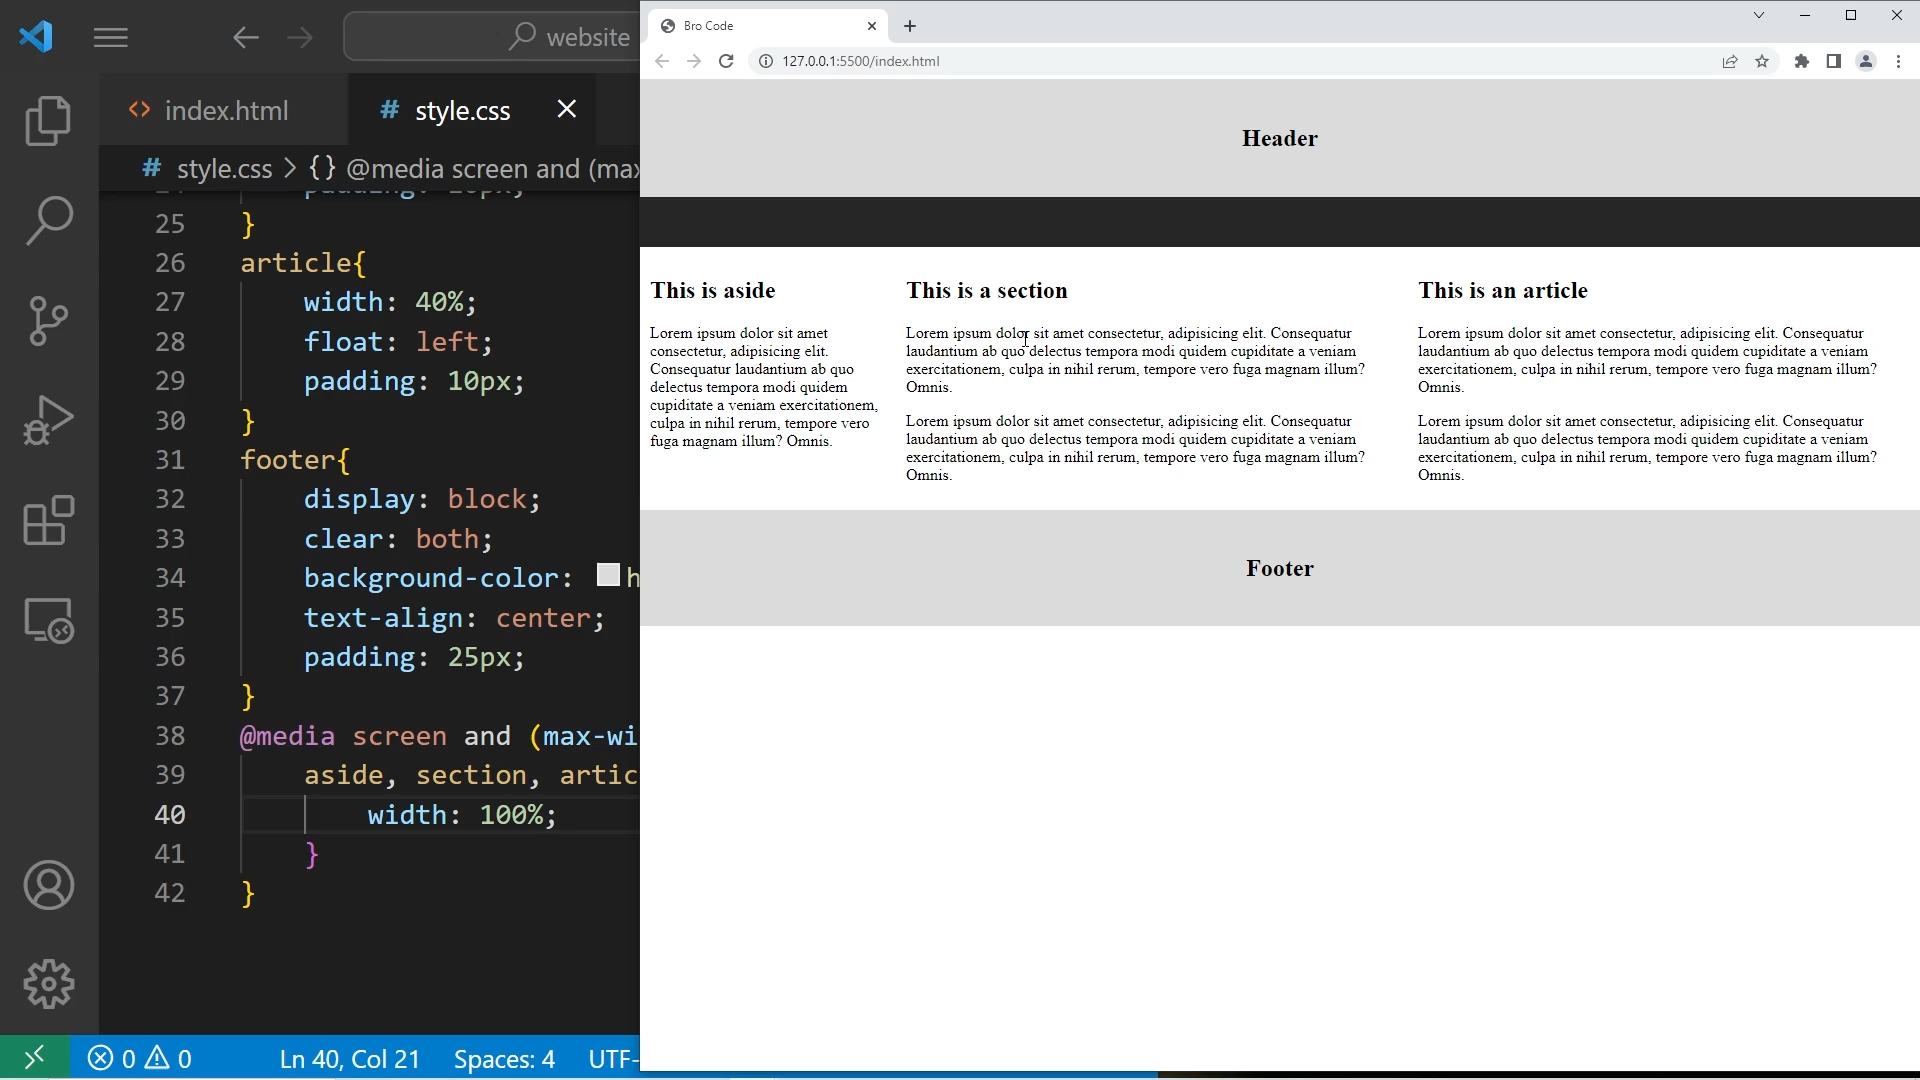 website
index.html
# style.css
# style.css > {} @media screen and (max
25 }
26 article{
27 width: 40%;
28 float: left;
29 padding: 10px;
30 }
31 footer{
32 display: block;
33 clear: both;
34 background-color: h
35 text-align: center;
36 padding: 25px;
37 }
38 @media screen and (max-wi
39 aside, section, artic
40 width: 100%;
41 }
42 }
0 0 Ln 40, Col 21 Spaces: 4 UTF-
Bro Code
127.0.0.1:5500/index.html
Header
This is aside
Lorem ipsum dolor sit amet
consectetur, adipisicing elit.
Consequatur laudantium ab quo
delectus tempora modi quidem
cupiditate a veniam exercitationem,
culpa in nihil rerum, tempore vero
fuga magnam illum? Omnis.
This is a section
Lorem ipsum dolor sit amet consectetur, adipisicing elit. Consequatur
laudantium ab quo delectus tempora modi quidem cupiditate a veniam
exercitationem, culpa in nihil rerum, tempore vero fuga magnam illum?
Omnis.
Lorem ipsum dolor sit amet consectetur, adipisicing elit. Consequatur
laudantium ab quo delectus tempora modi quidem cupiditate a veniam
exercitationem, culpa in nihil rerum, tempore vero fuga magnam illum?
Omnis.
This is an article
Lorem ipsum dolor sit amet consectetur, adipisicing elit. Consequatur
laudantium ab quo delectus tempora modi quidem cupiditate a veniam
exercitationem, culpa in nihil rerum, tempore vero fuga magnam illum?
Omnis.
Lorem ipsum dolor sit amet consectetur, adipisicing elit. Consequatur
laudantium ab quo delectus tempora modi quidem cupiditate a veniam
exercitationem, culpa in nihil rerum, tempore vero fuga magnam illum?
Omnis.
Footer